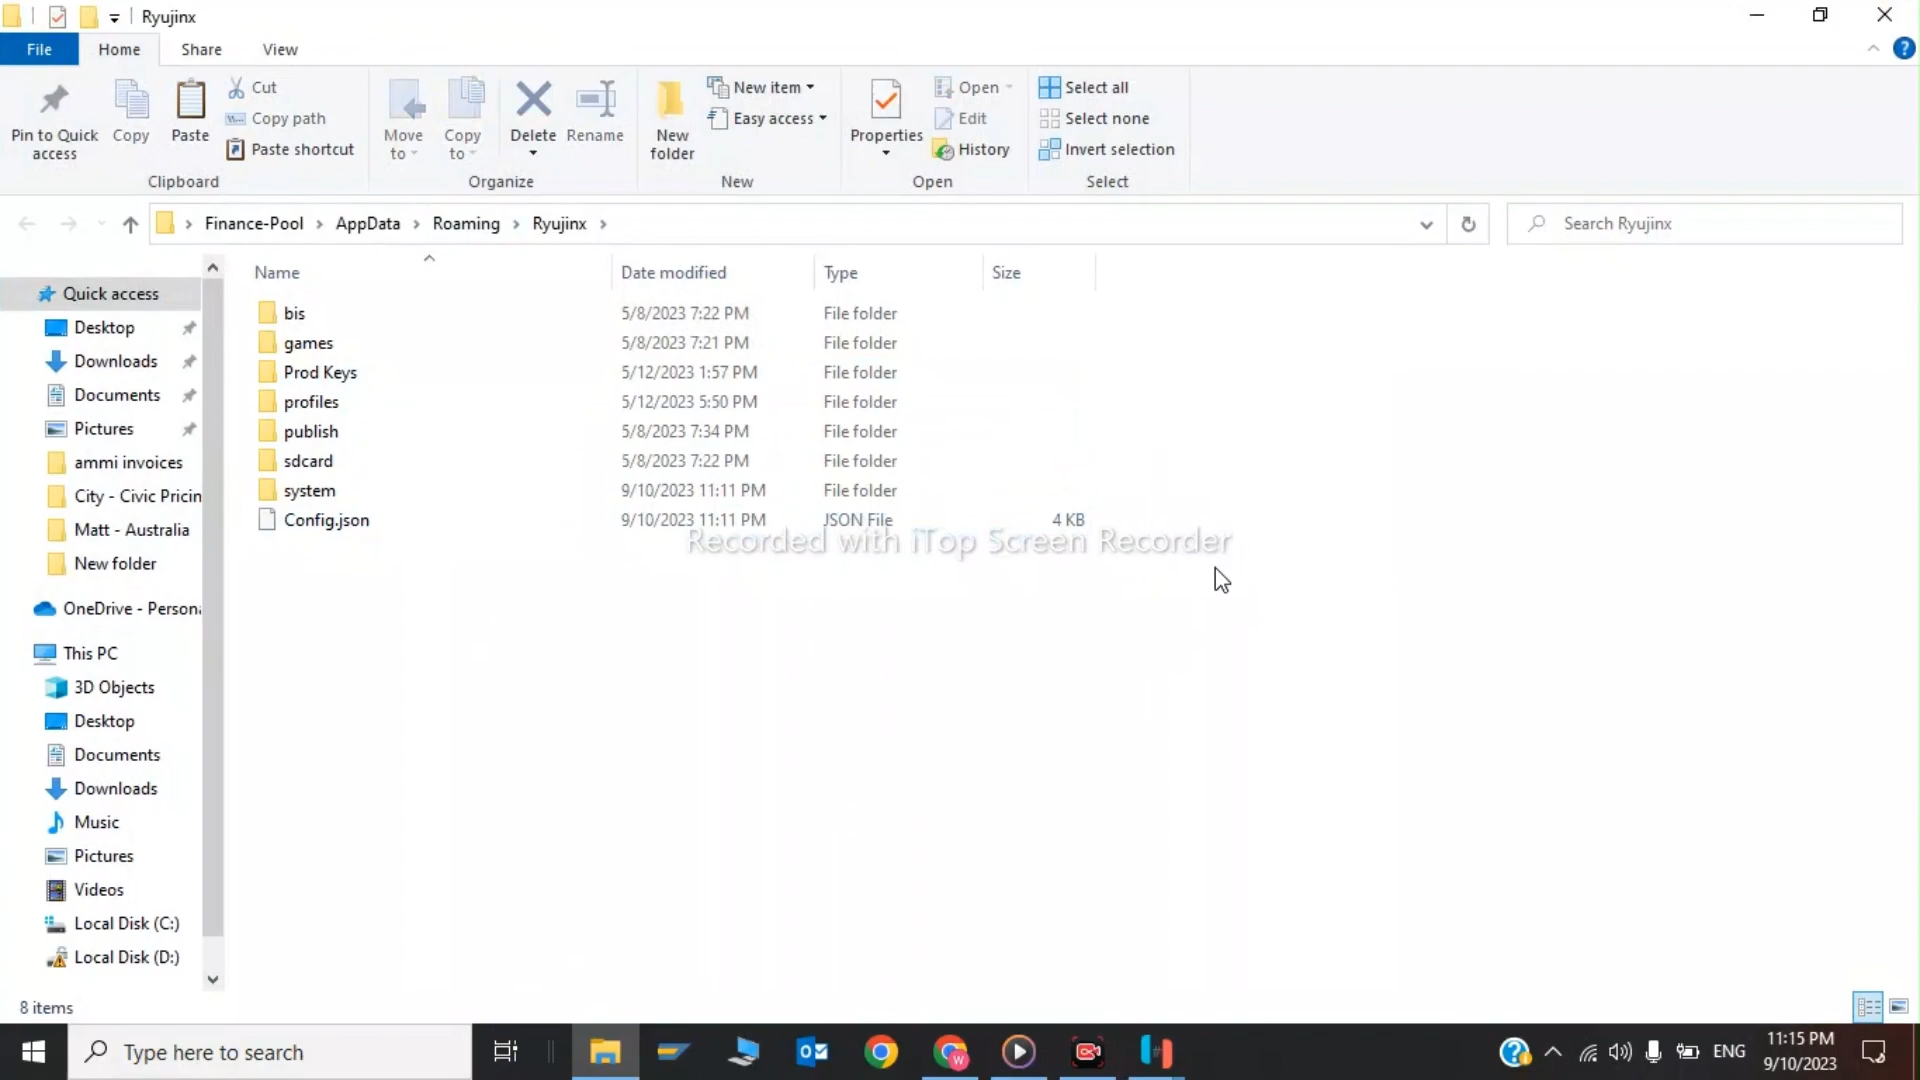 Ryujinx
File Home Share View
Pin to Quick access
Copy
Paste
Cut
Copy path
Paste shortcut
Clipboard
Move to
Copy to
Delete
Rename
Organize
New folder
New item
Easy access
New
Properties
Open
Edit
History
Open
Select all
Select none
Invert selection
Select
Finance-Pool > AppData > Roaming > Ryujinx >
Search Ryujinx
Name Date modified Type Size
bis 5/8/2023 7:22 PM File folder
games 5/8/2023 7:21 PM File folder
Prod Keys 5/12/2023 1:57 PM File folder
profiles 5/12/2023 5:50 PM File folder
publish 5/8/2023 7:34 PM File folder
sdcard 5/8/2023 7:22 PM File folder
system 9/10/2023 11:11 PM File folder
Config.json 9/10/2023 11:11 PM JSON File 4 KB
Recorded with iTop Screen Recorder
Quick access
Desktop
Downloads
Documents
Pictures
ammi invoices
City - Civic Pricin
Matt - Australia
New folder
OneDrive - Persona
This PC
3D Objects
Desktop
Documents
Downloads
Music
Pictures
Videos
Local Disk (C:)
Local Disk (D:)
8 items
Type here to search
ENG
11:15 PM
9/10/2023